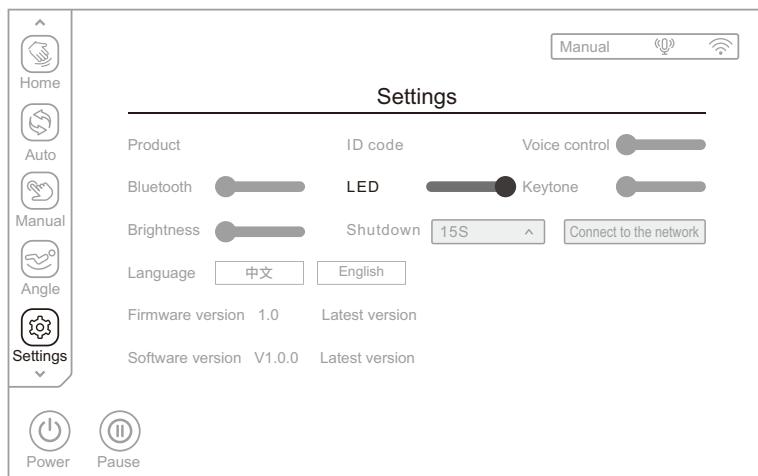 Manual
Home
Settings
Auto
Product ID code Voice control
Bluetooth LED Keytone
Manual
Brightness Shutdown 15S Connect to the network
Language 中文 English
Angle
Firmware version 1.0 Latest version
Settings
Software version V1.0.0 Latest version
Power Pause